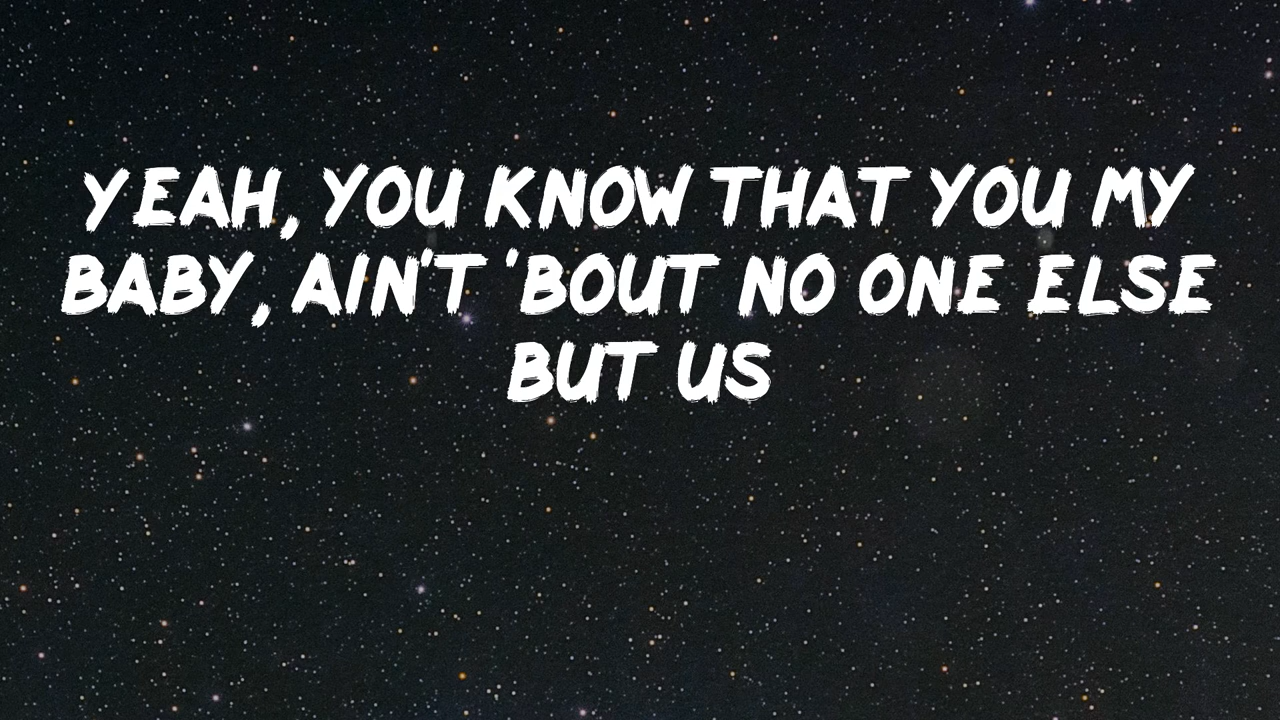 YEAH, YOU KNOW THAT YOU MY
BABY, AIN'T 'BOUT NO ONE ELSE
BUT US